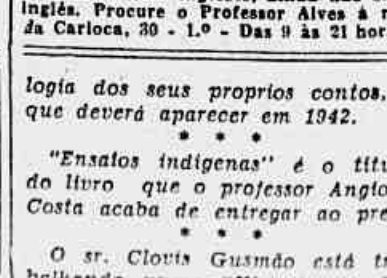 Inglês. Procure o Professor Alves à
da Carioca, 30 - 1.º - Das 9 às 21 hor
logia dos seus proprios contos.
que deverá aparecer em 1942.
* * *
"Ensaios indigenas" é o titu
do livro que o professor Angio
Costa acaba de entregar ao pre
* * *
O sr. Clovis Gusmão está t
balhando